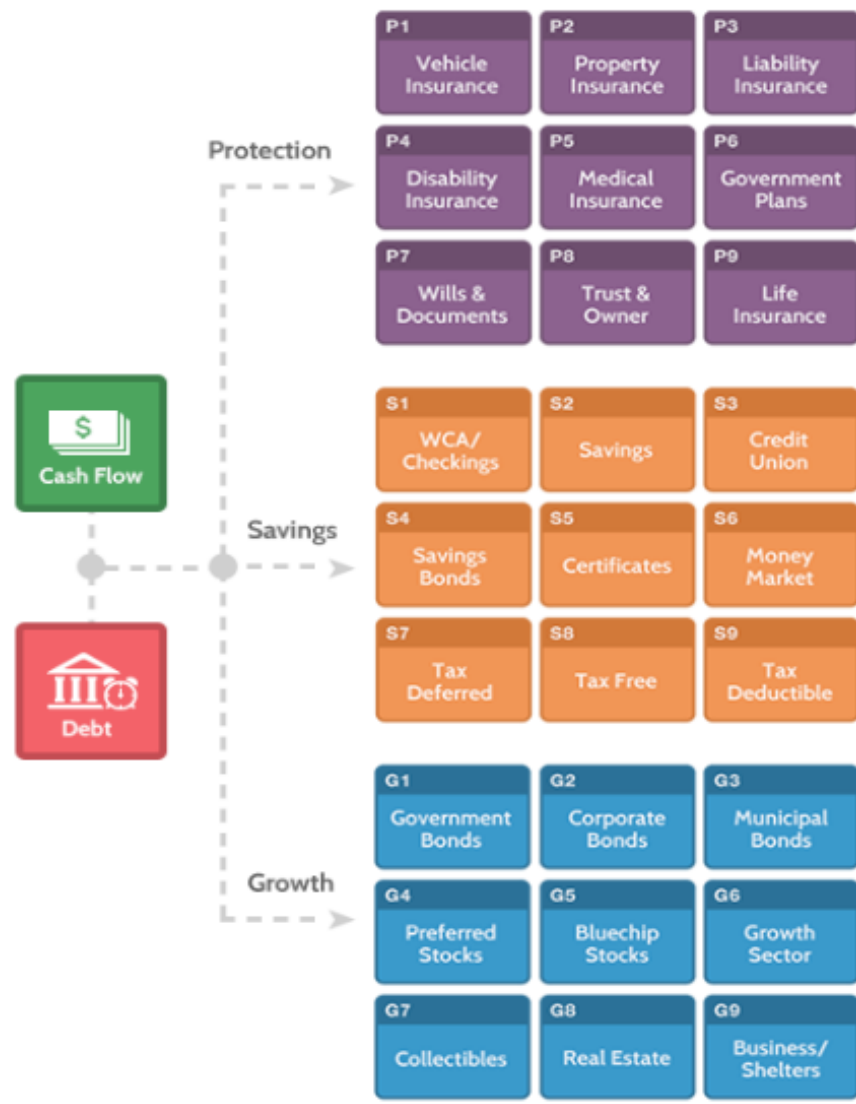 P1
Vehicle
Insurance
P2
Property
Insurance
P3
Liability
Insurance
Protection
P4
Disability
Insurance
P5
Medical
Insurance
P6
Government
Plans
P7
Wills &
Documents
P8
Trust &
Owner
P9
Life
Insurance
$
Cash Flow
Debt
Savings
S1
WCA/
Checkings
S2
Savings
S3
Credit
Union
S4
Savings
Bonds
S5
Certificates
S6
Money
Market
S7
Tax
Deferred
S8
Tax Free
S9
Tax
Deductible
Growth
G1
Government
Bonds
G2
Corporate
Bonds
G3
Municipal
Bonds
G4
Preferred
Stocks
G5
Bluechip
Stocks
G6
Growth
Sector
G7
Collectibles
G8
Real Estate
G9
Business/
Shelters